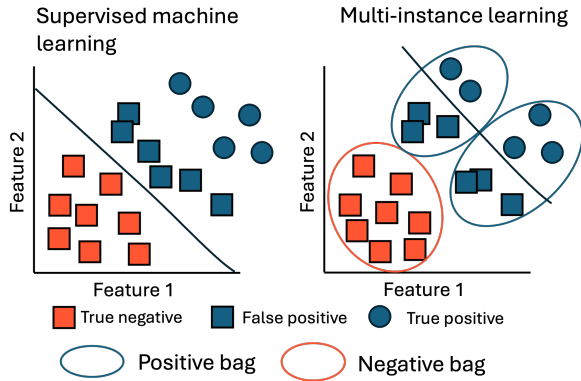 Supervised machine
learning
Multi-instance learning
Feature 2
Feature 1
Feature 2
Feature 1
True negative
False positive
True positive
Positive bag
Negative bag